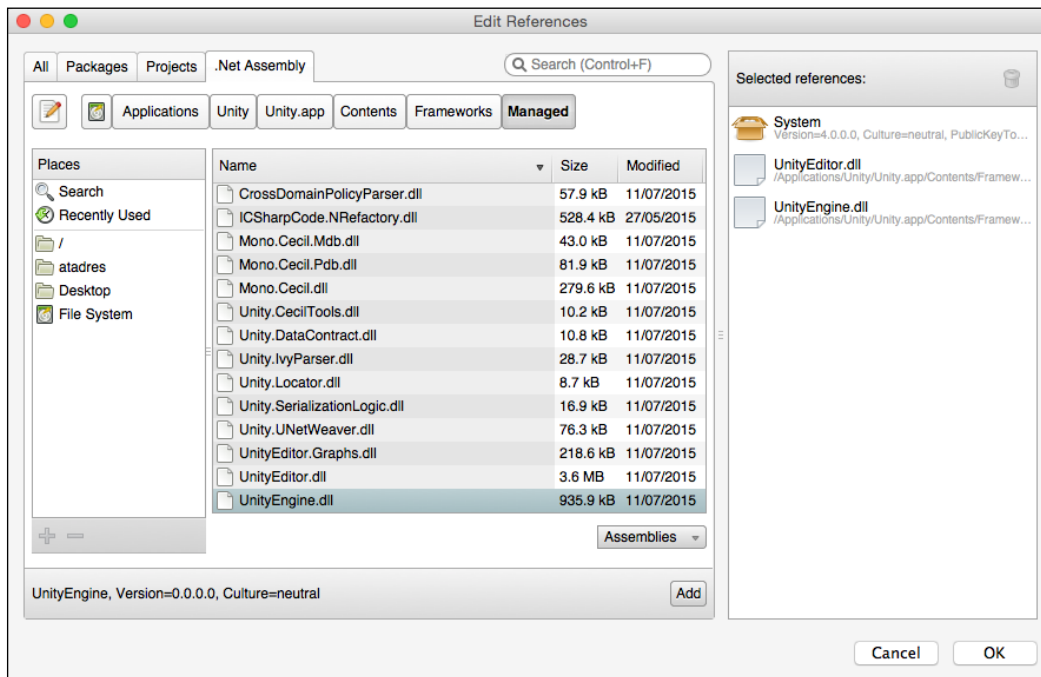 Edit References
All Packages Projects .Net Assembly
Search (Control+F)
Applications Unity Unity.app Contents Frameworks Managed
Places
Search
Recently Used
/
atadres
Desktop
File System
Name Size Modified
CrossDomainPolicyParser.dll 57.9 kB 11/07/2015
ICSharpCode.NRefactory.dll 528.4 kB 27/05/2015
Mono.Cecil.Mdb.dll 43.0 kB 11/07/2015
Mono.Cecil.Pdb.dll 81.9 kB 11/07/2015
Mono.Cecil.dll 279.6 kB 11/07/2015
Unity.CecilTools.dll 10.2 kB 11/07/2015
Unity.DataContract.dll 10.8 kB 11/07/2015
Unity.IvyParser.dll 28.7 kB 11/07/2015
Unity.Locator.dll 8.7 kB 11/07/2015
Unity.SerializationLogic.dll 16.9 kB 11/07/2015
Unity.UNetWeaver.dll 76.3 kB 11/07/2015
UnityEditor.Graphs.dll 218.6 kB 11/07/2015
UnityEditor.dll 3.6 MB 11/07/2015
UnityEngine.dll 935.9 kB 11/07/2015
Assemblies
UnityEngine, Version=0.0.0.0, Culture=neutral
Add
Selected references:
System
Version=4.0.0.0, Culture=neutral, PublicKeyTo...
UnityEditor.dll
/Applications/Unity/Unity.app/Contents/Framew...
UnityEngine.dll
/Applications/Unity/Unity.app/Contents/Framew...
Cancel OK